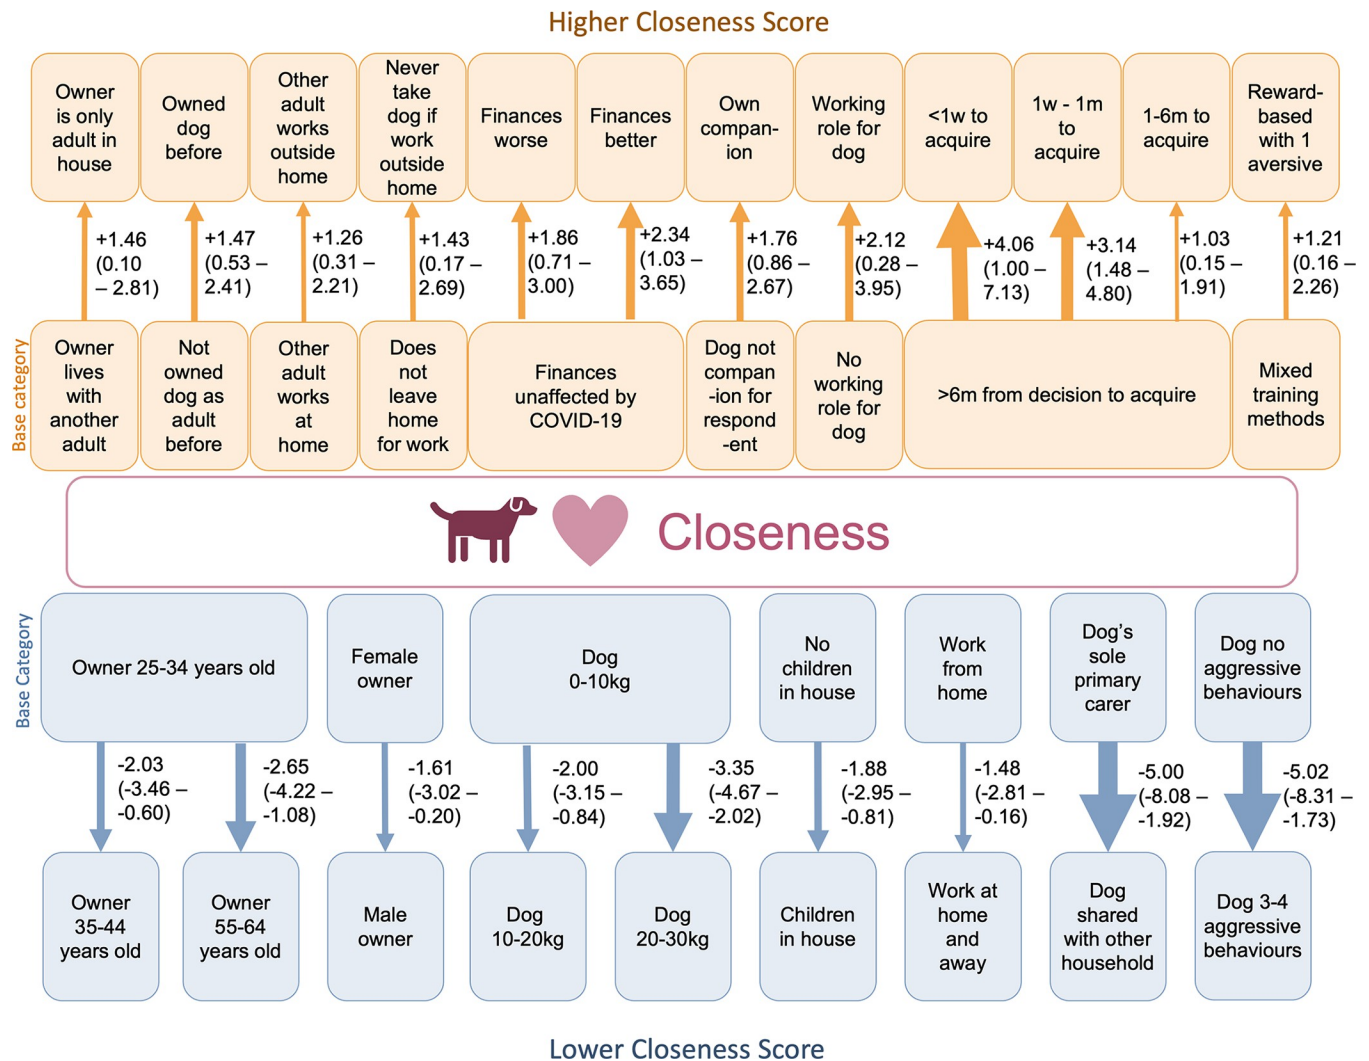 Higher Closeness Score
Owner
is only
adult in
house
Owned
dog
before
Other
adult
works
outside
home
Never
take
dog if
work
outside
home
Finances
worse
Finances
better
Own
compan-
ion
Working
role for
dog
<1w to
acquire
1w - 1m
to
acquire
1-6m to
acquire
Reward-
based
with 1
aversive
+1.46
(0.10
– 2.81)
+1.47
(0.53 –
2.41)
+1.26
(0.31 –
2.21)
+1.43
(0.17 –
2.69)
+1.86
(0.71 –
3.00)
+2.34
(1.03 –
3.65)
+1.76
(0.86 –
2.67)
+2.12
(0.28 –
3.95)
+4.06
(1.00 –
7.13)
+3.14
(1.48 –
4.80)
+1.03
(0.15 –
1.91)
+1.21
(0.16 –
2.26)
Base category
Owner
lives
with
another
adult
Not
owned
dog as
adult
before
Other
adult
works
at
home
Does
not
leave
home
for work
Finances
unaffected by
COVID-19
Dog not
compan
-ion for
respond
-ent
No
working
role for
dog
>6m from decision to acquire
Mixed
training
methods
Closeness
Base Category
Owner 25-34 years old
Female
owner
Dog
0-10kg
No
children
in house
Work
from
home
Dog’s
sole
primary
carer
Dog no
aggressive
behaviours
-2.03
(-3.46 –
-0.60)
-2.65
(-4.22 –
-1.08)
-1.61
(-3.02 –
-0.20)
-2.00
(-3.15 –
-0.84)
-3.35
(-4.67 –
-2.02)
-1.88
(-2.95 –
-0.81)
-1.48
(-2.81 –
-0.16)
-5.00
(-8.08 –
-1.92)
-5.02
(-8.31 –
-1.73)
Owner
35-44
years old
Owner
55-64
years old
Male
owner
Dog
10-20kg
Dog
20-30kg
Children
in house
Work at
home
and
away
Dog
shared
with other
household
Dog 3-4
aggressive
behaviours
Lower Closeness Score